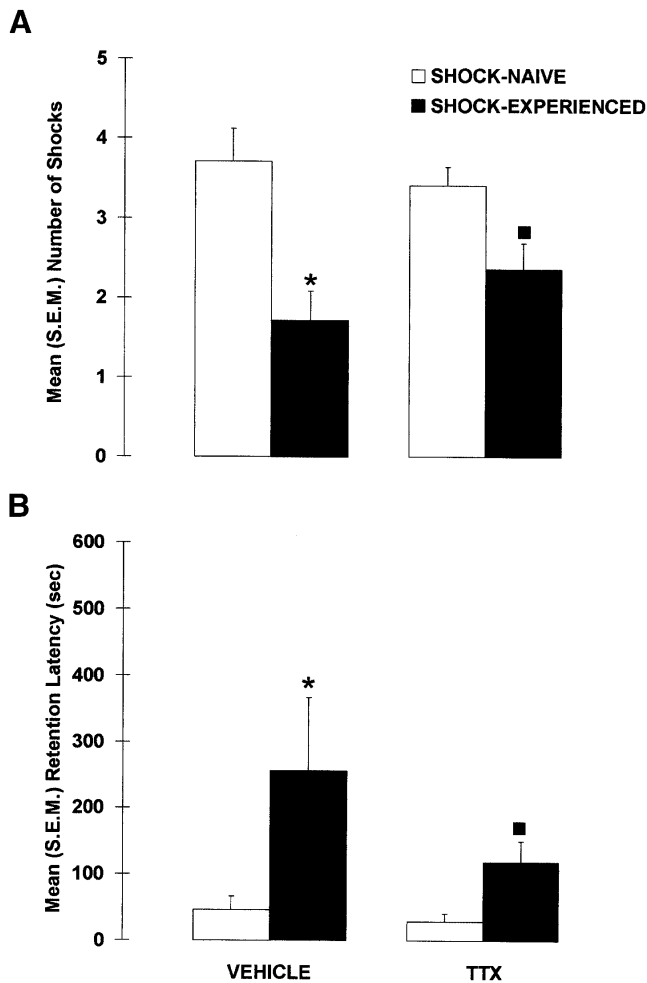 A
Mean (S.E.M.) Number of Shocks
5
4
3
2
1
0
SHOCK-NAIVE
SHOCK-EXPERIENCED
*
B
Mean (S.E.M.) Retention Latency (sec)
600
500
400
300
200
100
0
*
VEHICLE
TTX